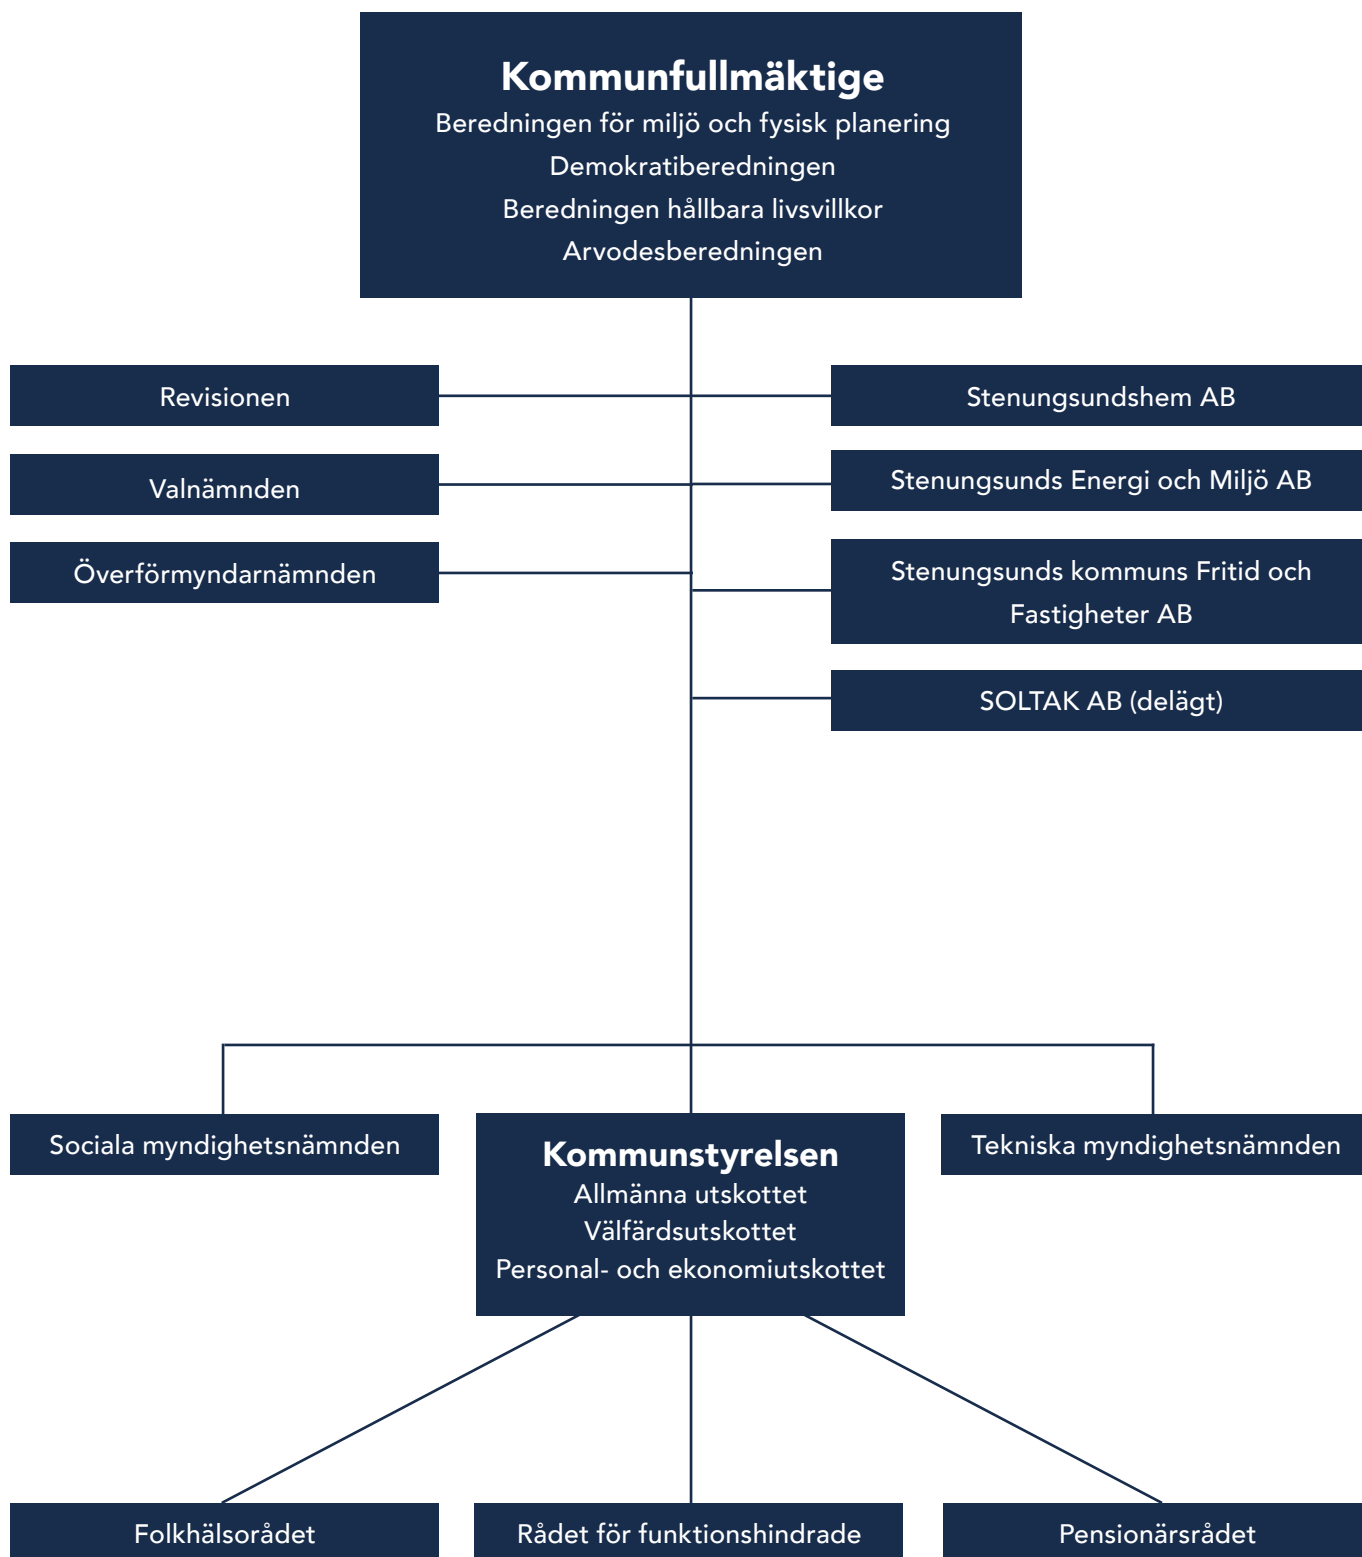 Kommunfullmäktige
Beredningen för miljö och fysisk planering
Demokratiberedningen
Beredningen hållbara livsvillkor
Arvodesberedningen
Revisionen
Stenungsundshem AB
Valnämnden
Stenungsunds Energi och Miljö AB
Överförmyndarnämnden
Stenungsunds kommuns Fritid och
Fastigheter AB
SOLTAK AB (delägt)
Sociala myndighetsnämnden
Kommunstyrelsen
Allmänna utskottet
Välfärdsutskottet
Personal- och ekonomiutskottet
Tekniska myndighetsnämnden
Folkhälsorådet
Rådet för funktionshindrade
Pensionärsrådet